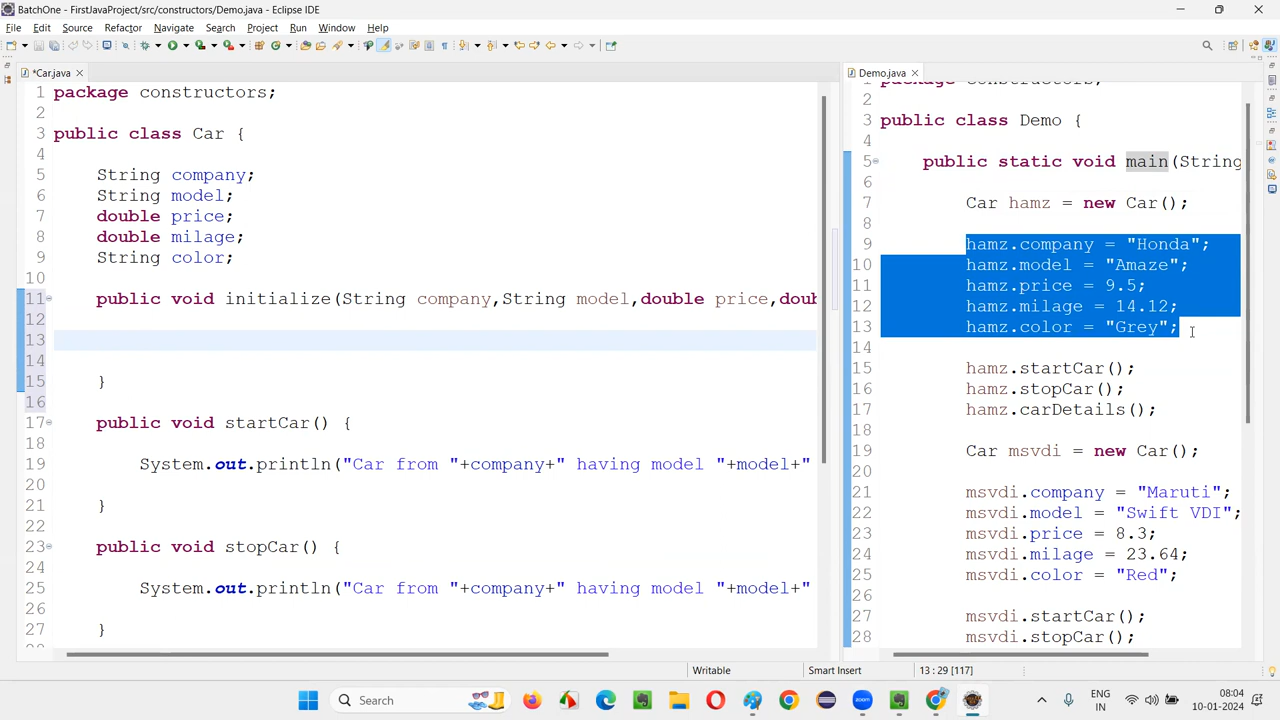 BatchOne - FirstJavaProject/src/constructors/Demo.java - Eclipse IDE
File Edit Source Refactor Navigate Search Project Run Window Help
*Car.java
1 package constructors;
2
3 public class Car {
4
5 String company;
6 String model;
7 double price;
8 double milage;
9 String color;
10
11 public void initialize(String company,String model,double price,doub
12
13
14
15 }
16
17 public void startCar() {
18
19 System.out.println("Car from "+company+" having model "+model+"
20
21 }
22
23 public void stopCar() {
24
25 System.out.println("Car from "+company+" having model "+model+"
26
27 }
Demo.java
2
3 public class Demo {
4
5 public static void main(String
6
7 Car hamz = new Car();
8
9 hamz.company = "Honda";
10 hamz.model = "Amaze";
11 hamz.price = 9.5;
12 hamz.milage = 14.12;
13 hamz.color = "Grey";
14
15 hamz.startCar();
16 hamz.stopCar();
17 hamz.carDetails();
18
19 Car msvdi = new Car();
20
21 msvdi.company = "Maruti";
22 msvdi.model = "Swift VDI";
23 msvdi.price = 8.3;
24 msvdi.milage = 23.64;
25 msvdi.color = "Red";
26
27 msvdi.startCar();
28 msvdi.stopCar();
Writable Smart Insert 13 : 29 [117]
Search
ENG
IN
08:04
10-01-2024